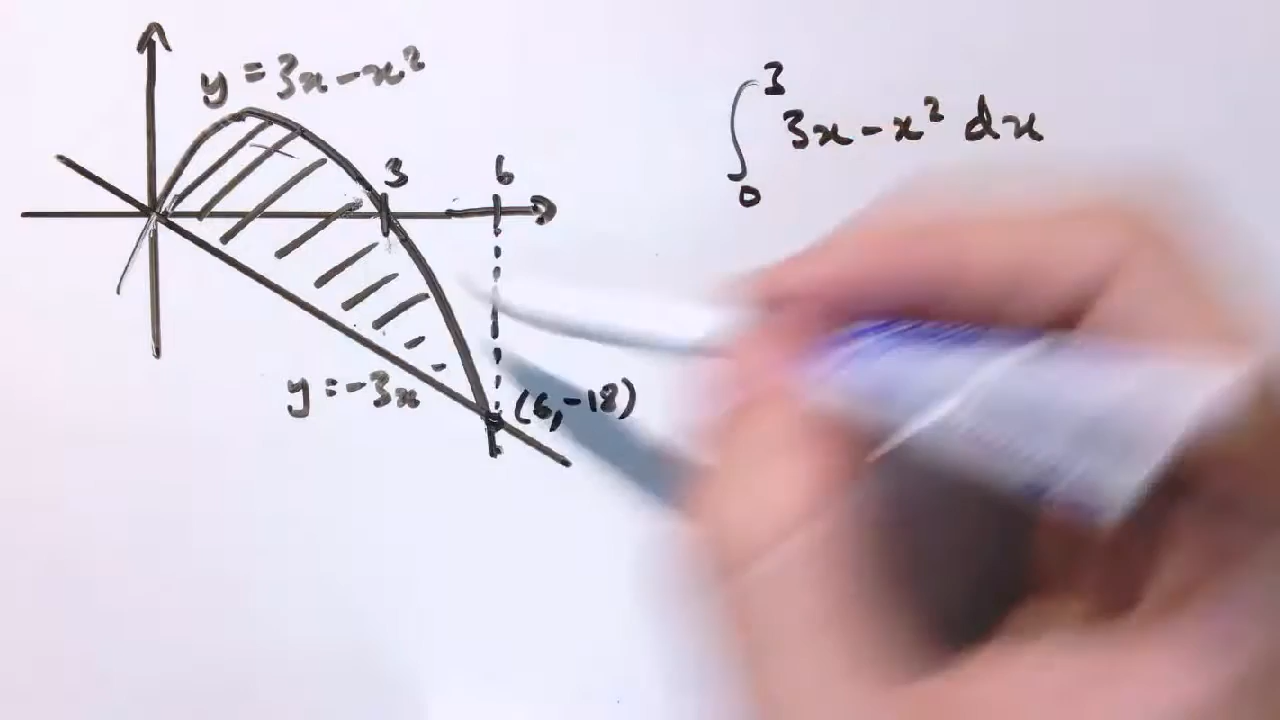 y = 3x - x²
3
6
y = -3x
(6, -18)
∫₀³ 3x - x² dx